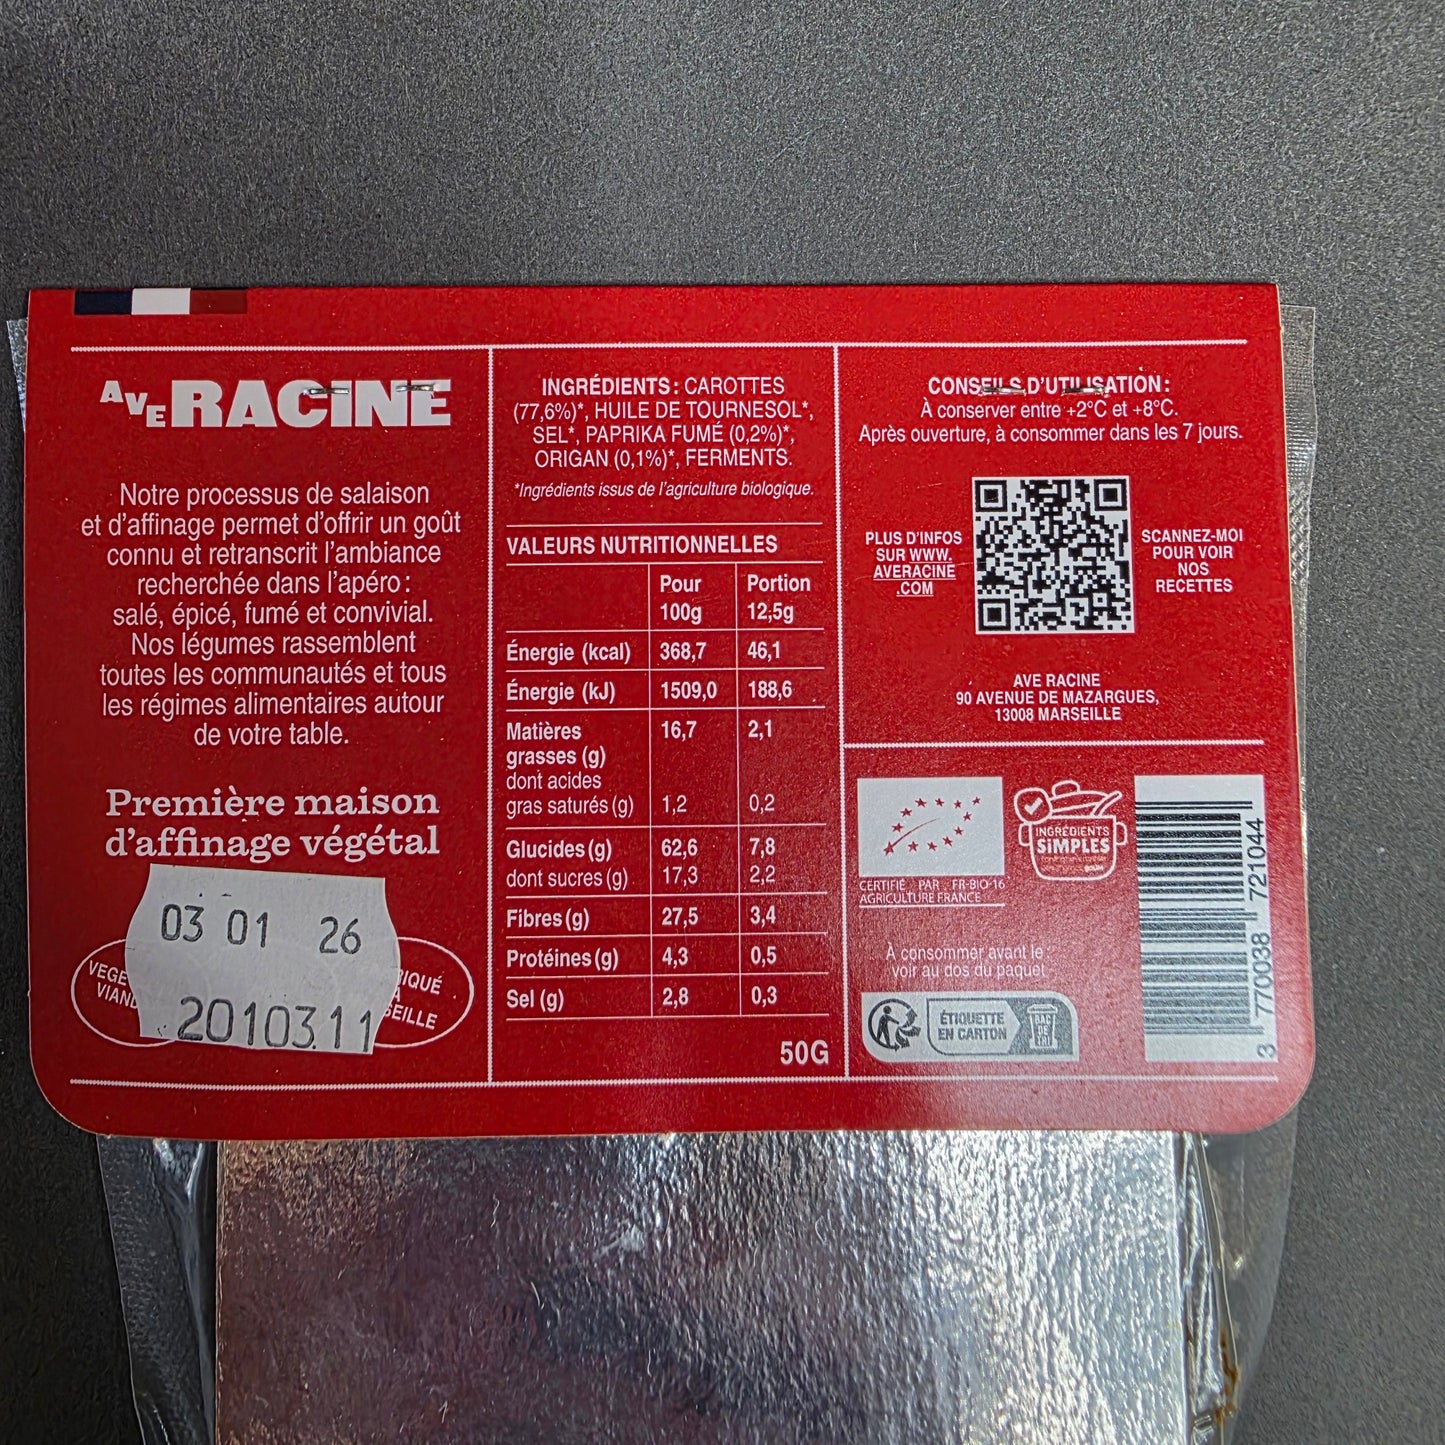 AVE RACINE
Notre processus de salaison
et d'affinage permet d'offrir un goût
connu et retranscrit l'ambiance
recherchée dans l'apéro :
salé, épicé, fumé et convivial.
Nos légumes rassemblent
toutes les communautés et tous
les régimes alimentaires autour
de votre table.
Première maison
d'affinage végétal
03 01 26
20103.11
INGRÉDIENTS : CAROTTES
(77,6%)*, HUILE DE TOURNESOL*,
SEL*, PAPRIKA FUMÉ (0,2%)*,
ORIGAN (0,1%)*, FERMENTS.
*Ingrédients issus de l'agriculture biologique.
VALEURS NUTRITIONNELLES
Pour 100g Portion 12,5g
Énergie (kcal) 368,7 46,1
Énergie (kJ) 1509,0 188,6
Matières
grasses (g) 16,7 2,1
dont acides
gras saturés (g) 1,2 0,2
Glucides (g) 62,6 7,8
dont sucres (g) 17,3 2,2
Fibres (g) 27,5 3,4
Protéines (g) 4,3 0,5
Sel (g) 2,8 0,3
50G
CONSEILS D'UTILISATION :
À conserver entre +2°C et +8°C.
Après ouverture, à consommer dans les 7 jours.
PLUS D'INFOS
SUR WWW.
AVERACINE
.COM
SCANNEZ-MOI
POUR VOIR
NOS
RECETTES
AVE RACINE
90 AVENUE DE MAZARGUES,
13008 MARSEILLE
CERTIFIÉ PAR FR-BIO-16
AGRICULTURE FRANCE
INGRÉDIENTS
SIMPLES
À consommer avant le :
voir au dos du paquet
ÉTIQUETTE
EN CARTON
BAC
DE
TRI
3 770038 721044